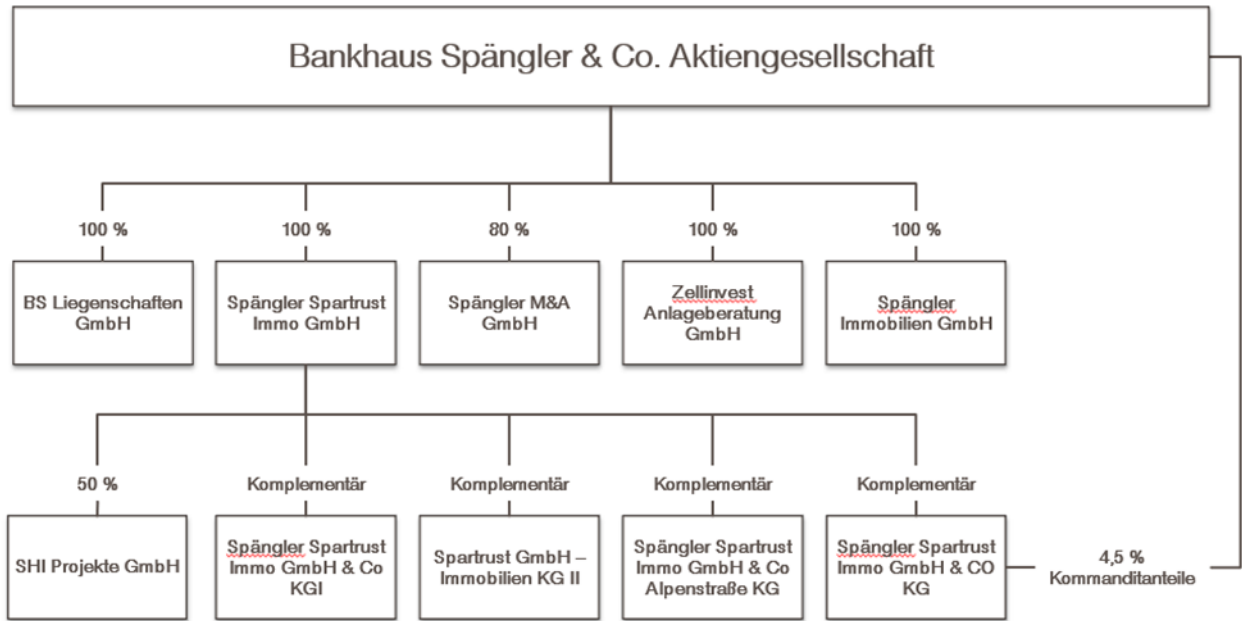 Bankhaus Spängler & Co. Aktiengesellschaft
100 %
100 %
80 %
100 %
100 %
BS Liegenschaften
GmbH
Spängler Spartrust
Immo GmbH
Spängler M&A
GmbH
Zellinvest
Anlageberatung
GmbH
Spängler
Immobilien GmbH
50 %
Komplementär
Komplementär
Komplementär
Komplementär
SHI Projekte GmbH
Spängler Spartrust
Immo GmbH & Co
KGI
Spartrust GmbH –
Immobilien KG II
Spängler Spartrust
Immo GmbH & Co
Alpenstraße KG
Spängler Spartrust
Immo GmbH & CO
KG
4,5 %
Kommanditanteile